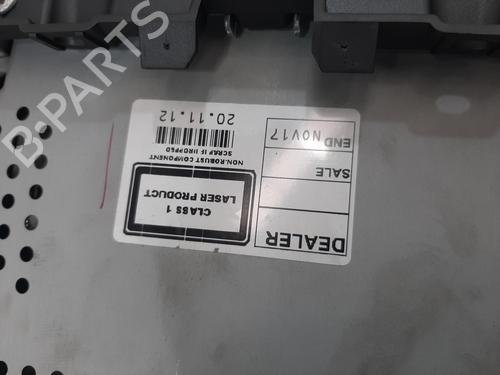 B-PARTS
DEALER
SALE
END NOV17
CLASS 1
LASER PRODUCT
NON-ROBUST COMPONENT
SCRAP IF DROPPED
20.11.12